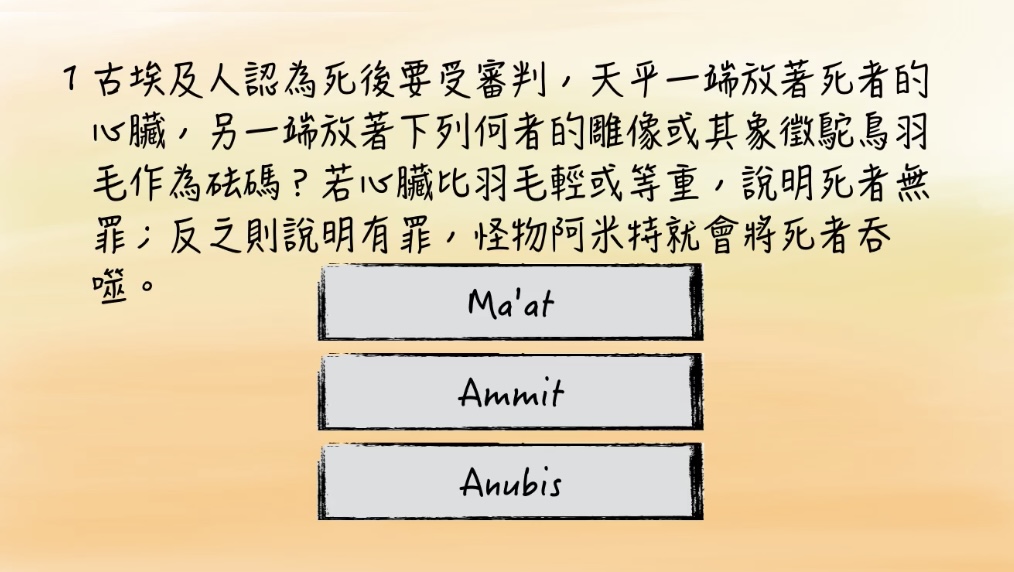 1 古埃及人認為死後要受審判，天平一端放著死者的
心臟，另一端放著下列何者的雕像或其象徵鴕鳥羽
毛作為砝碼？若心臟比羽毛輕或等重，說明死者無
罪；反之則說明有罪，怪物阿米特就會將死者吞
噬。
Ma'at
Ammit
Anubis